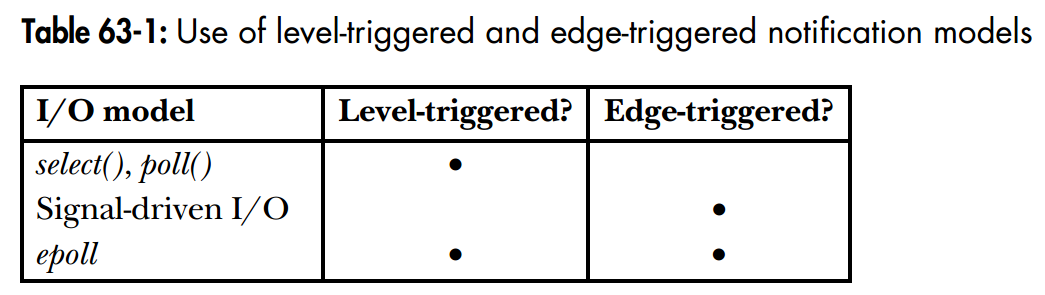 Table 63-1: Use of level-triggered and edge-triggered notification models
I/O model Level-triggered? Edge-triggered?
select(), poll() •
Signal-driven I/O •
epoll • •